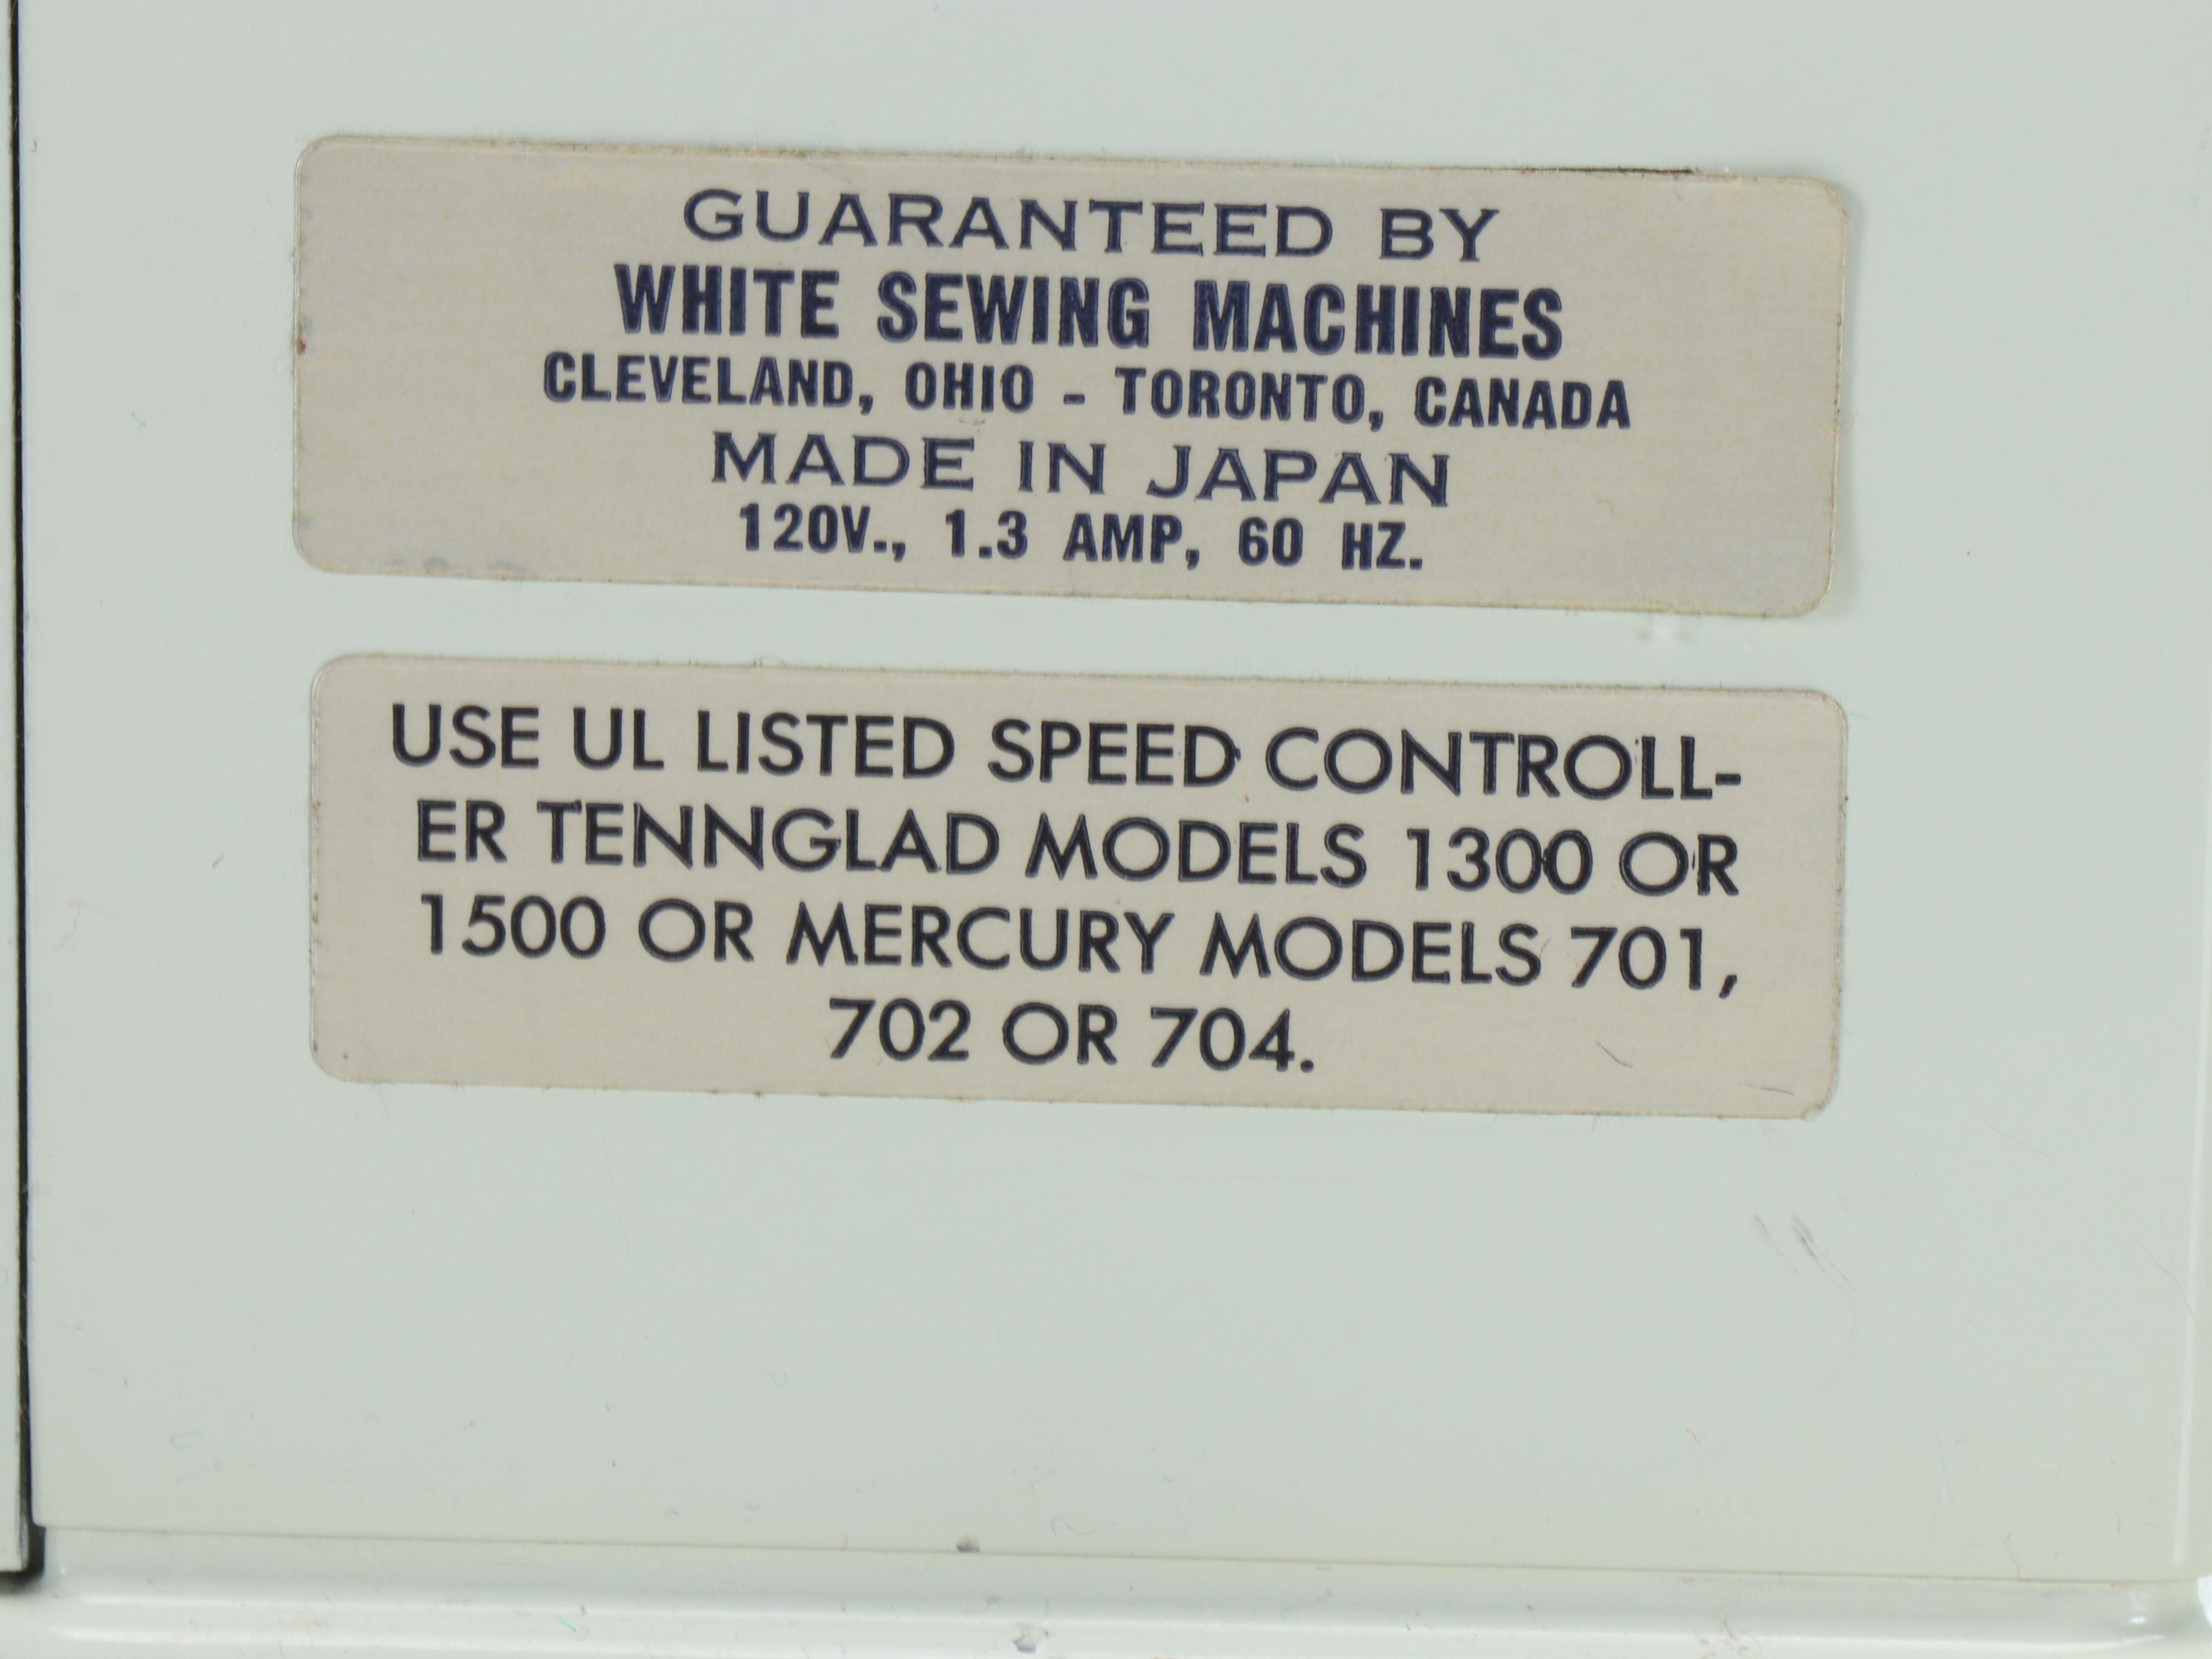 GUARANTEED BY
WHITE SEWING MACHINES
CLEVELAND, OHIO - TORONTO, CANADA
MADE IN JAPAN
120V., 1.3 AMP, 60 HZ.
USE UL LISTED SPEED CONTROLL-
ER TENNGLAD MODELS 1300 OR
1500 OR MERCURY MODELS 701,
702 OR 704.